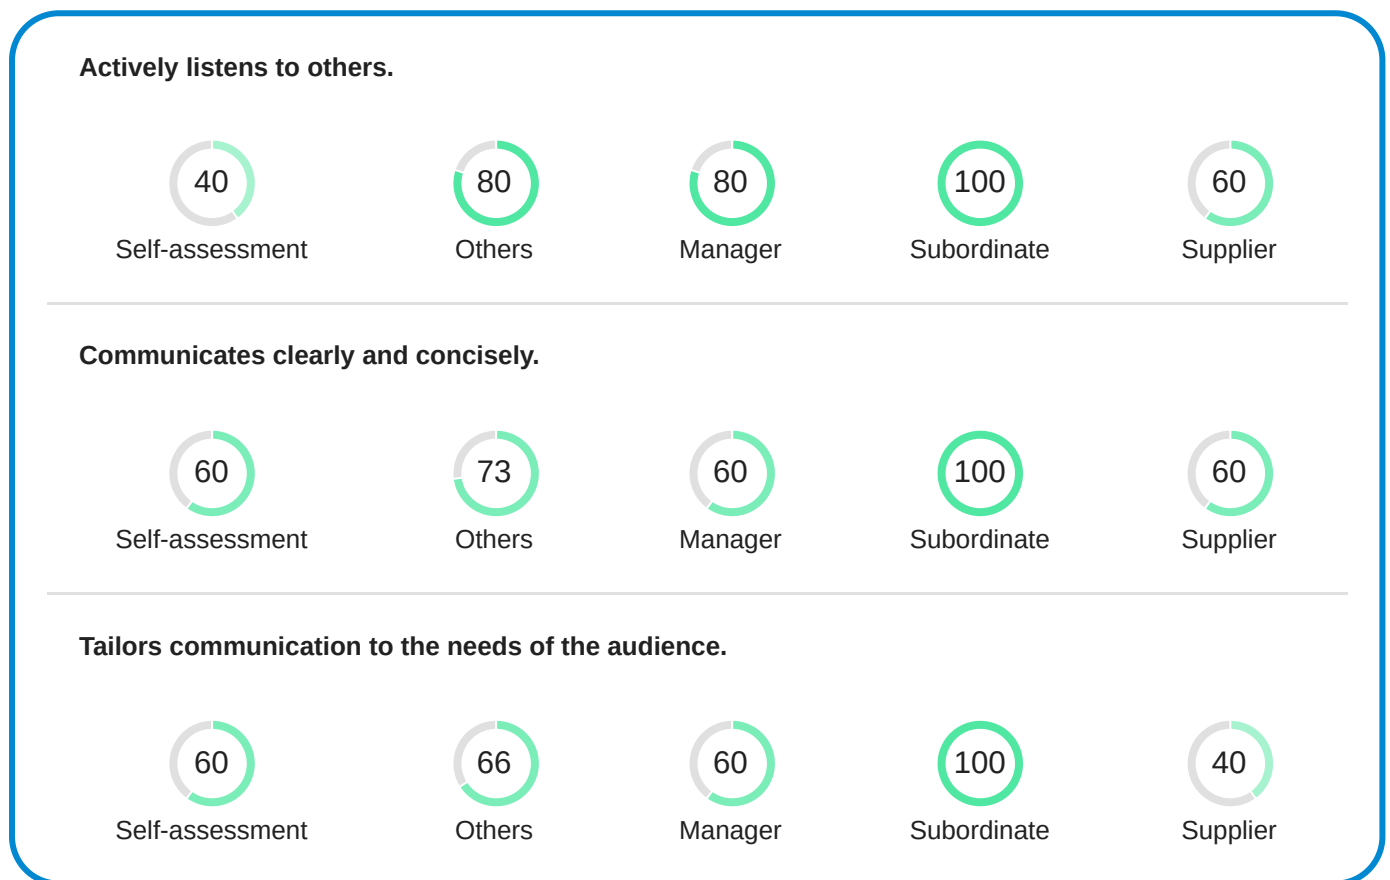 Actively listens to others.
40 80 80 100 60
Self-assessment Others Manager Subordinate Supplier
Communicates clearly and concisely.
60 73 60 100 60
Self-assessment Others Manager Subordinate Supplier
Tailors communication to the needs of the audience.
60 66 60 100 40
Self-assessment Others Manager Subordinate Supplier